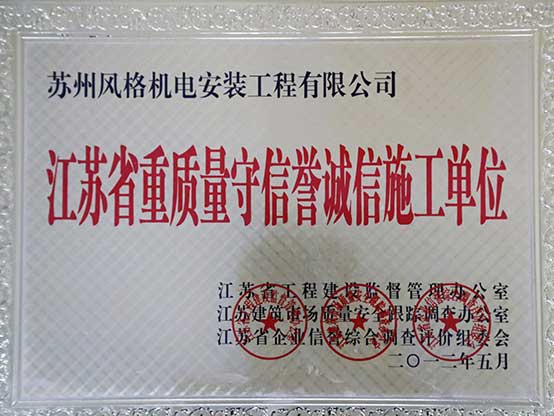 苏州风格机电安装工程有限公司
江苏省重质量守信誉诚信施工单位
江苏省工程建设监督管理办公室
江苏建筑市场质量安全跟踪调查办公室
江苏省企业信誉综合调查评价组委会
二〇一二年五月